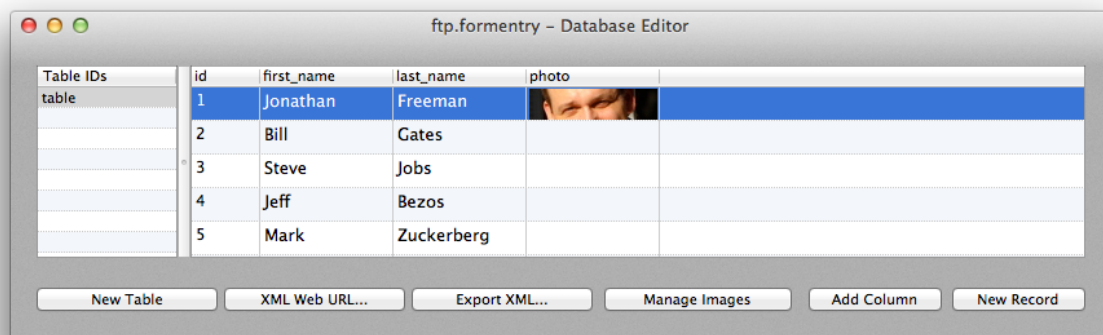 ftp.formentry – Database Editor
Table IDs id first_name last_name photo
table 1 Jonathan Freeman
2 Bill Gates
3 Steve Jobs
4 Jeff Bezos
5 Mark Zuckerberg
New Table XML Web URL... Export XML... Manage Images Add Column New Record